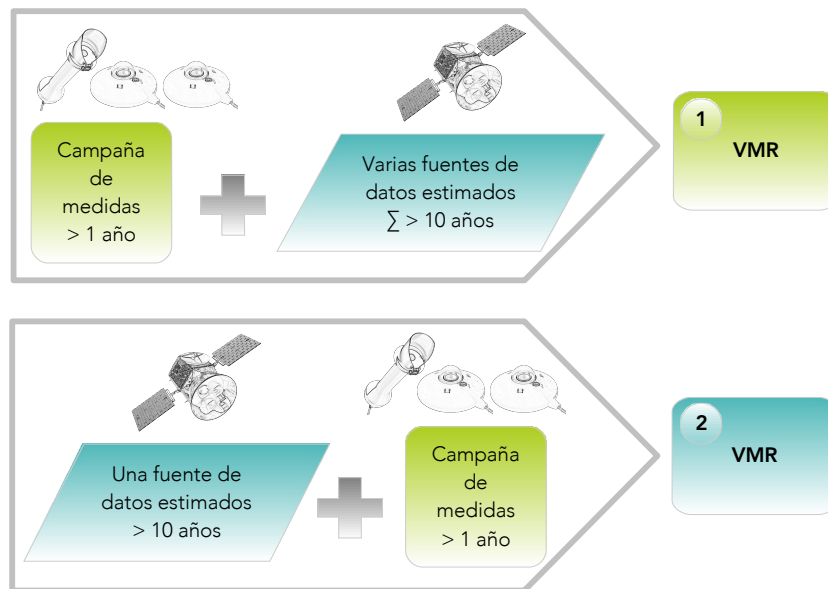 Campaña
de
medidas
> 1 año
Varias fuentes de
datos estimados
∑ > 10 años
1
VMR
Una fuente de
datos estimados
> 10 años
Campaña
de
medidas
> 1 año
2
VMR